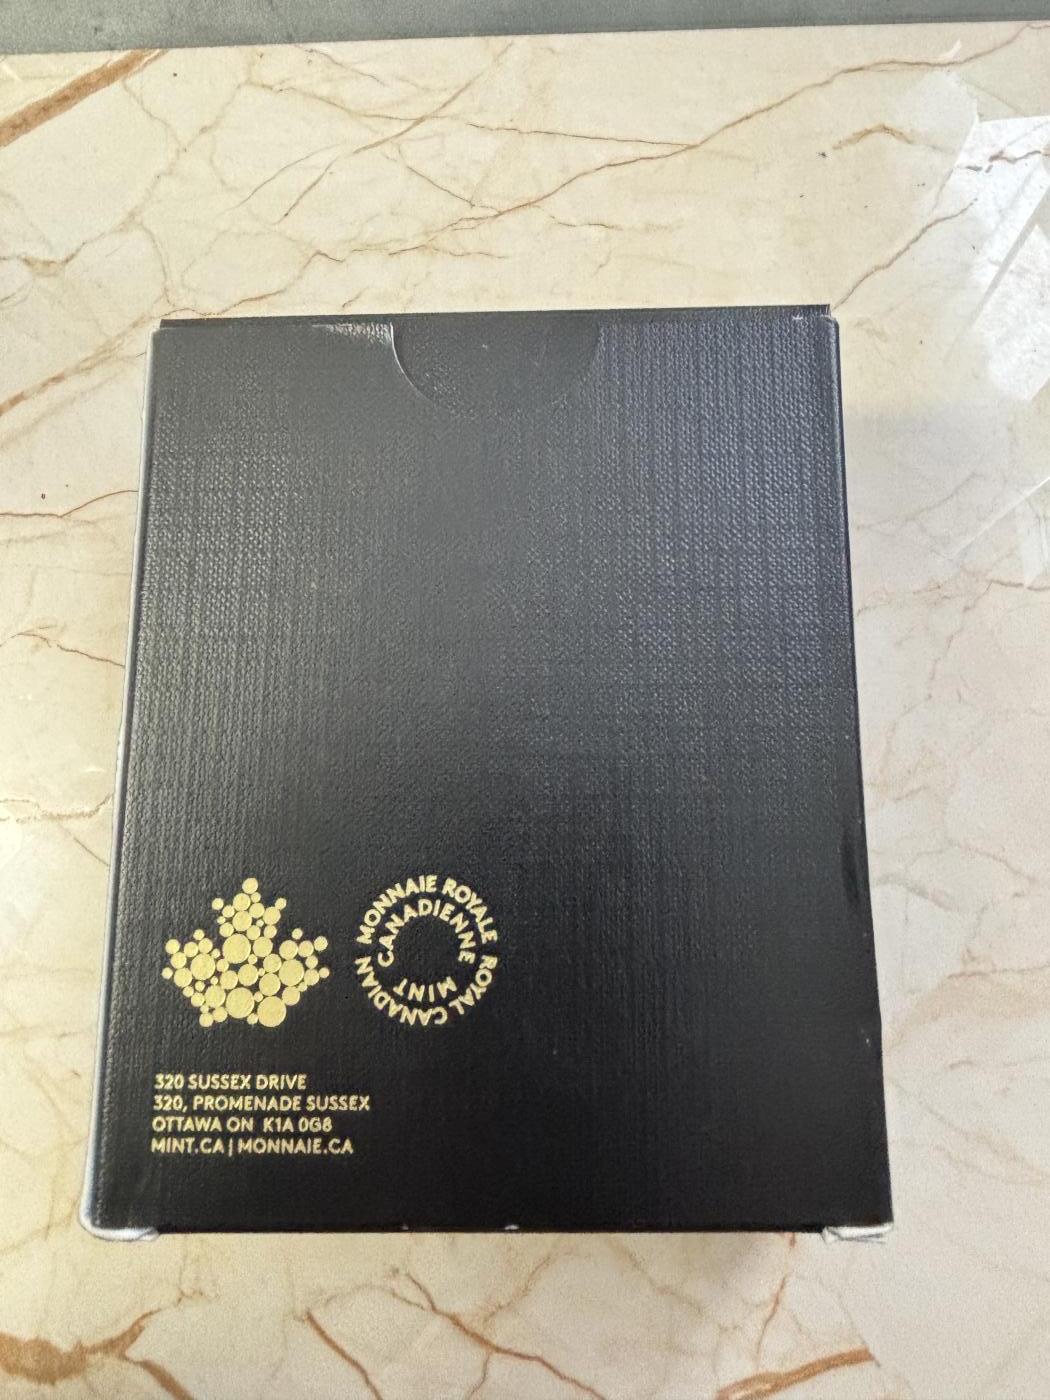 MONNAIE ROYALE
CANADIENNE
ROYAL CANADIAN
MINT
320 SUSSEX DRIVE
320, PROMENADE SUSSEX
OTTAWA ON K1A 0G8
MINT.CA | MONNAIE.CA